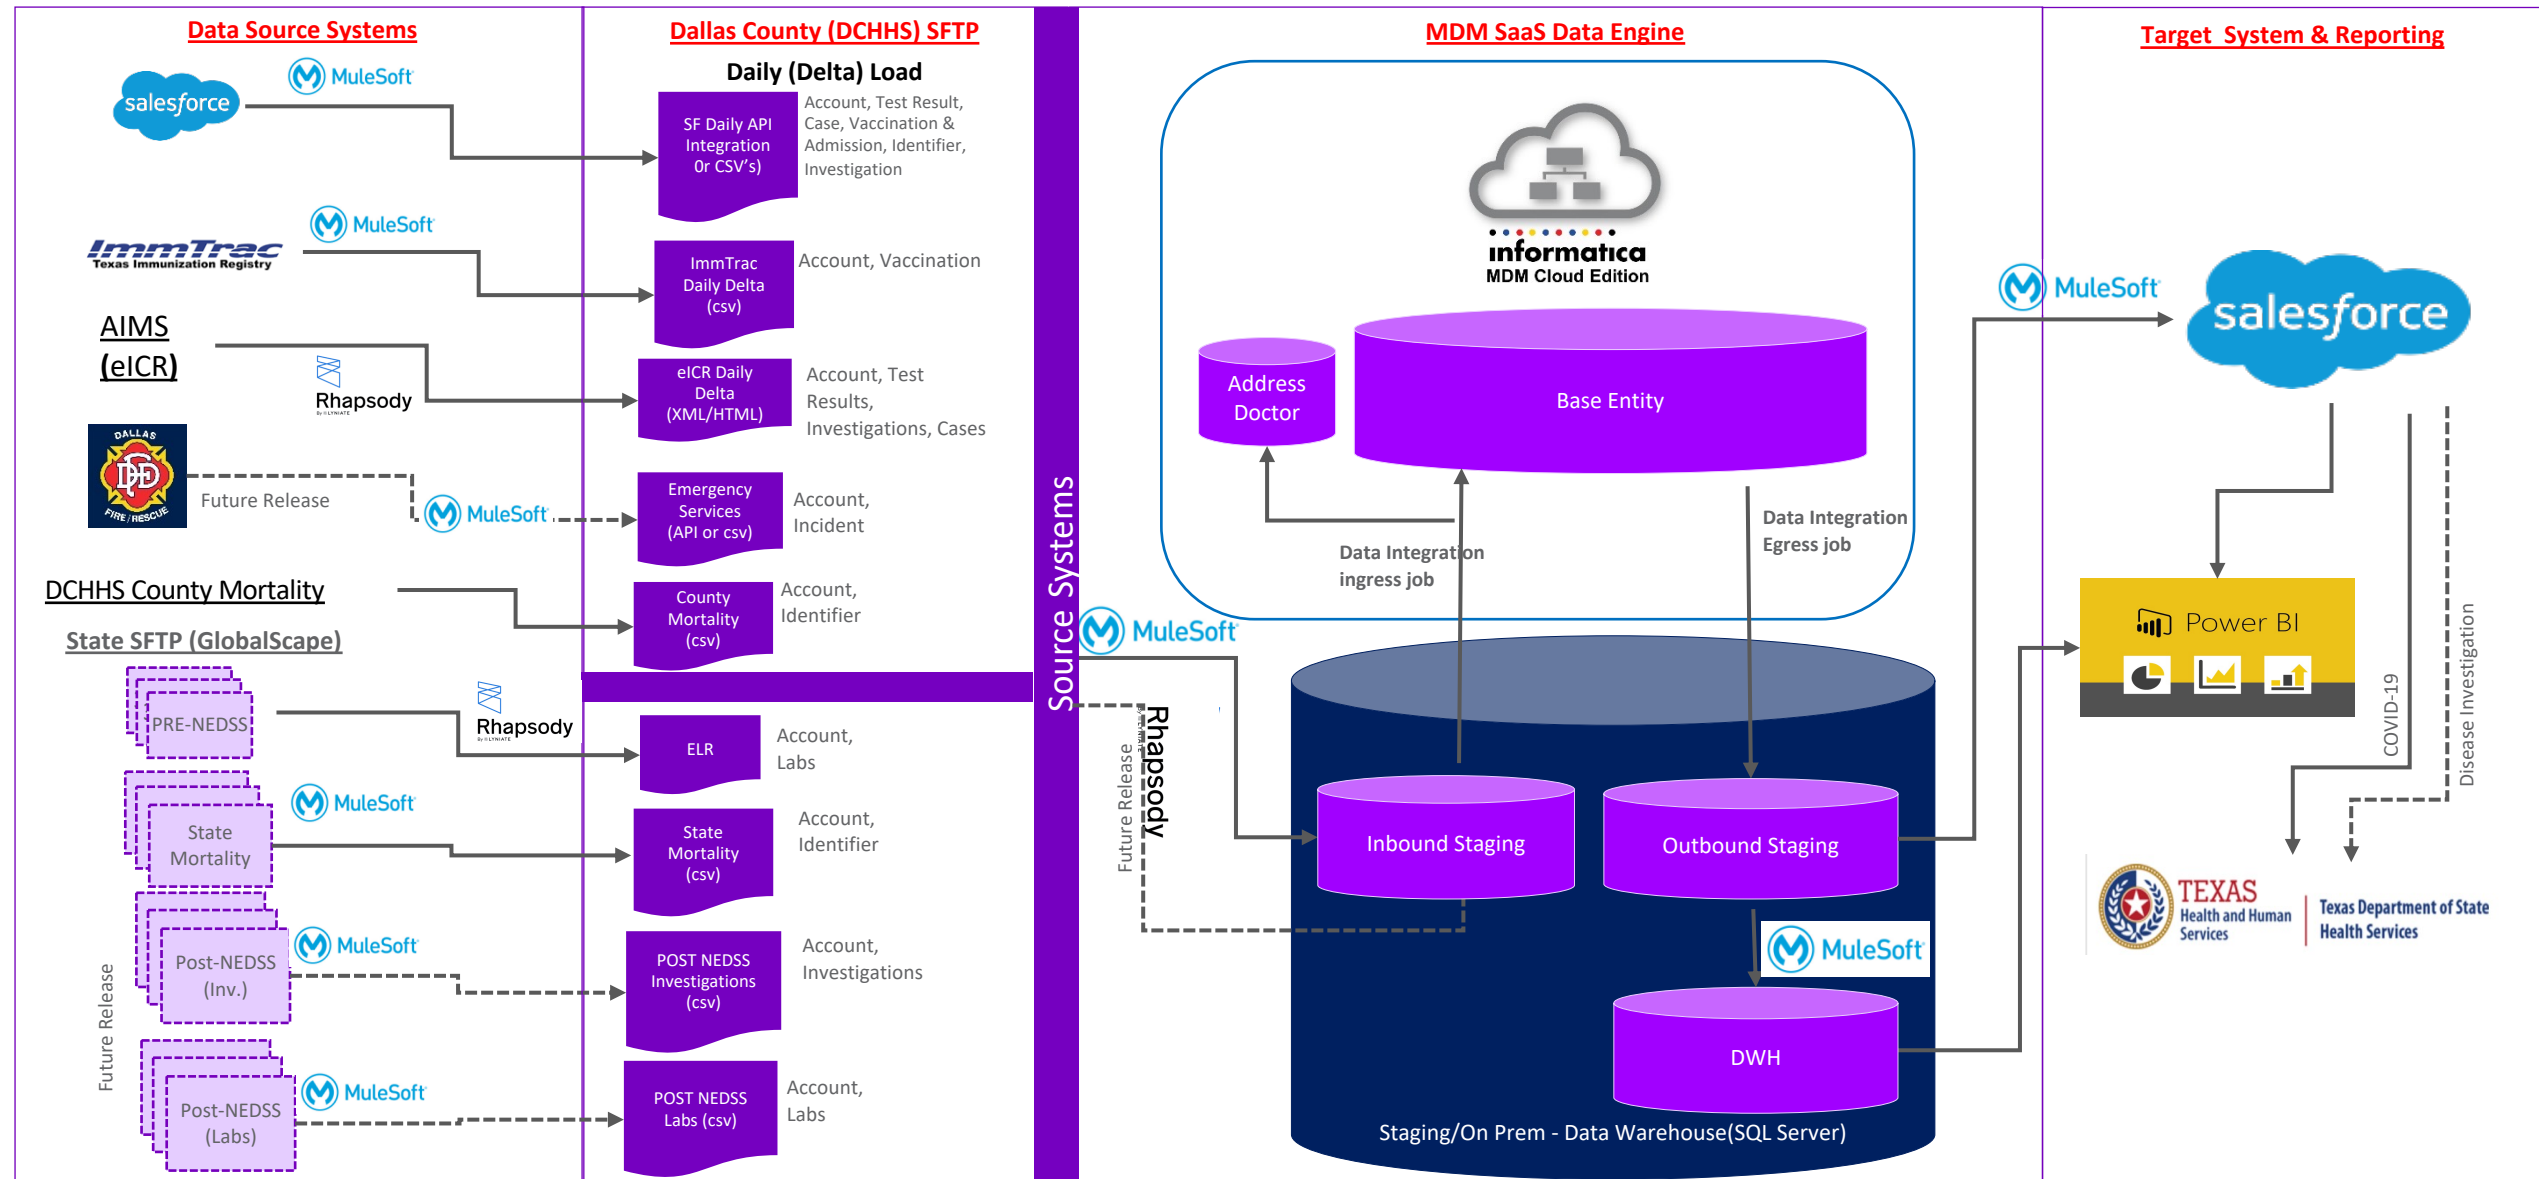 Data Source Systems
Dallas County (DCHHS) SFTP
MDM SaaS Data Engine
Target  System & Reporting
salesforce
MuleSoft
ImmTrac
Texas Immunization Registry
MuleSoft
AIMS
(eICR)
Rhapsody
By LYNIATE
DALLAS
DFD
FIRE/RESCUE
Future Release
MuleSoft
DCHHS County Mortality
State SFTP (GlobalScape)
PRE-NEDSS
Rhapsody
By LYNIATE
State
Mortality
MuleSoft
Post-NEDSS
(Inv.)
MuleSoft
Future Release
Post-NEDSS
(Labs)
MuleSoft
Daily (Delta) Load
SF Daily API
Integration
0r CSV's)
Account, Test Result,
Case, Vaccination &
Admission, Identifier,
Investigation
ImmTrac
Daily Delta
(csv)
Account, Vaccination
eICR Daily
Delta
(XML/HTML)
Account, Test
Results,
Investigations, Cases
Emergency
Services
(API or csv)
Account,
Incident
County
Mortality
(csv)
Account,
Identifier
ELR
Account,
Labs
State
Mortality
(csv)
Account,
Identifier
POST NEDSS
Investigations
(csv)
Account,
Investigations
POST NEDSS
Labs (csv)
Account,
Labs
Source Systems
MuleSoft
Future Release
Rhapsody
By LYNIATE
informatica
MDM Cloud Edition
Address
Doctor
Base Entity
Data Integration
ingress job
Data Integration
Egress job
Inbound Staging
Outbound Staging
MuleSoft
DWH
Staging/On Prem - Data Warehouse(SQL Server)
MuleSoft
salesforce
Power BI
COVID-19
Disease Investigation
TEXAS
Health and Human
Services
Texas Department of State
Health Services